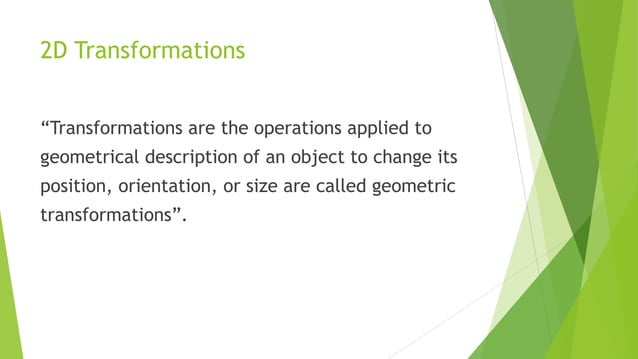 2D Transformations
“Transformations are the operations applied to
geometrical description of an object to change its
position, orientation, or size are called geometric
transformations”.